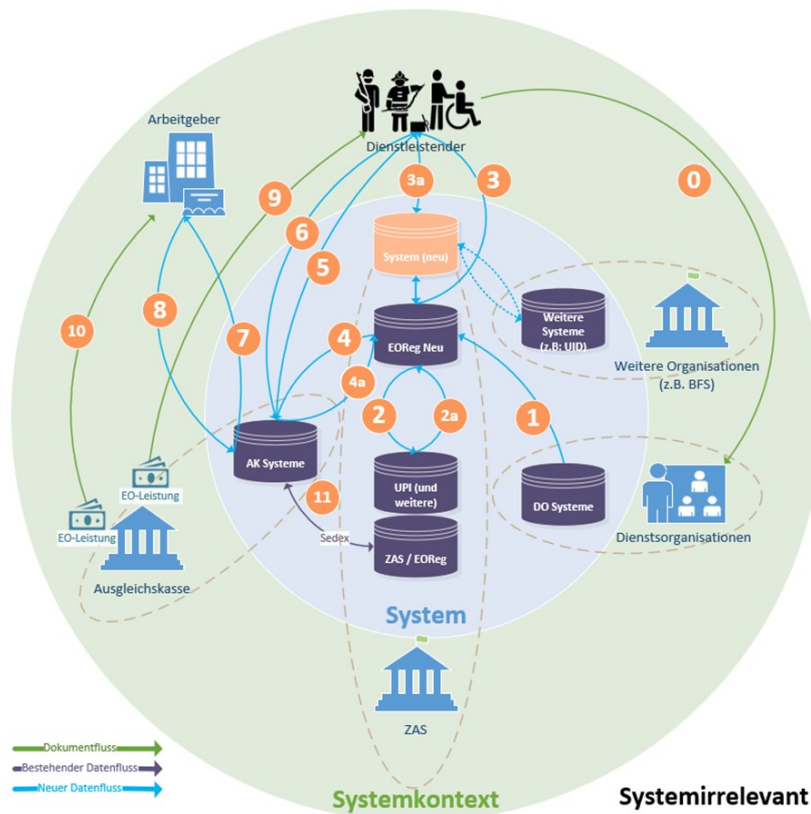 Arbeitgeber
Dienstleistender
0
3a
3
9
6
5
System (neu)
10
8
7
4
4a
EOReg Neu
Weitere
Systeme
(z.B: UID)
Weitere Organisationen
(z.B. BFS)
2
2a
1
AK Systeme
11
UPI (und
weitere)
DO Systeme
Dienstsorganisationen
EO-Leistung
EO-Leistung
Sedex
ZAS / EOReg
Ausgleichskasse
System
ZAS
Dokumentfluss
Bestehender Datenfluss
Neuer Datenfluss
Systemkontext
Systemirrelevant